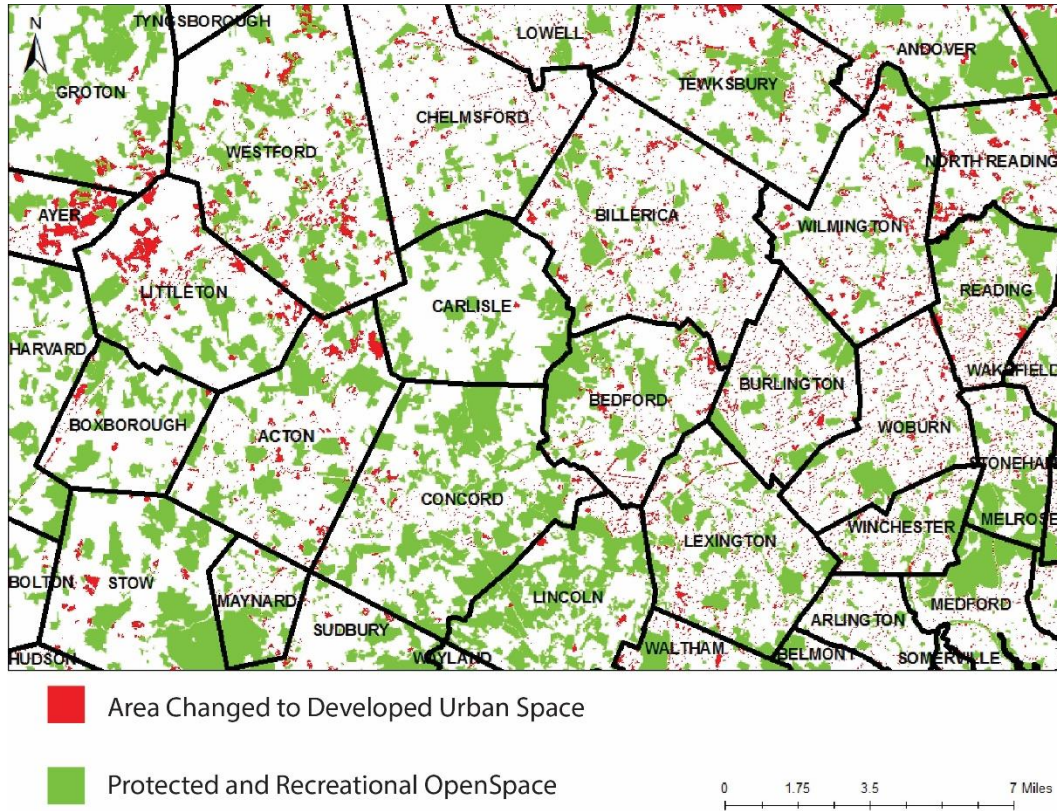 N
TYNGSBOROUGH
LOWELL
ANDOVER
GROTON
TEWKSBURY
CHELMSFORD
WESTFORD
NORTH READING
AYER
BILLERICA
WILMINGTON
LITTLETON
CARLISLE
READING
HARVARD
WAKEFIELD
BURLINGTON
BEDFORD
BOXBOROUGH
ACTON
WOBURN
STONEHAM
CONCORD
MELROSE
WINCHESTER
LEXINGTON
BOLTON
STOW
LINCOLN
MAYNARD
MEDFORD
ARLINGTON
SUDBURY
WALTHAM
BELMONT
SOMERVILLE
HUDSON
WAYLAND
Area Changed to Developed Urban Space
Protected and Recreational OpenSpace
0 1.75 3.5 7 Miles